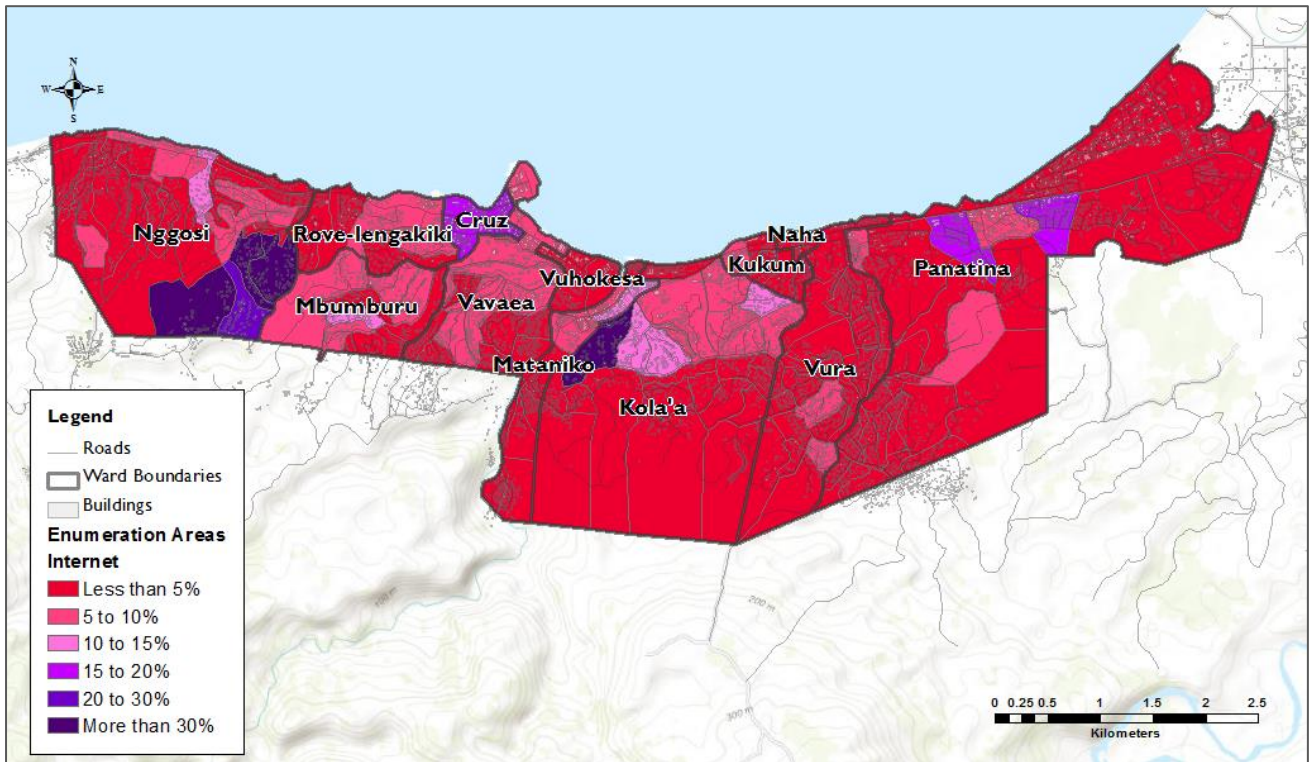 N
W E
S
Nggosi
Rove-lengakiki
Cruz
Naha
Kukum
Vuhokesa
Panatina
Mbumburu
Vavaea
Mataniko
Vura
Kola'a
Legend
Roads
Ward Boundaries
Buildings
Enumeration Areas
Internet
Less than 5%
5 to 10%
10 to 15%
15 to 20%
20 to 30%
More than 30%
200 m
300 m
0 0.25 0.5 1 1.5 2 2.5
Kilometers